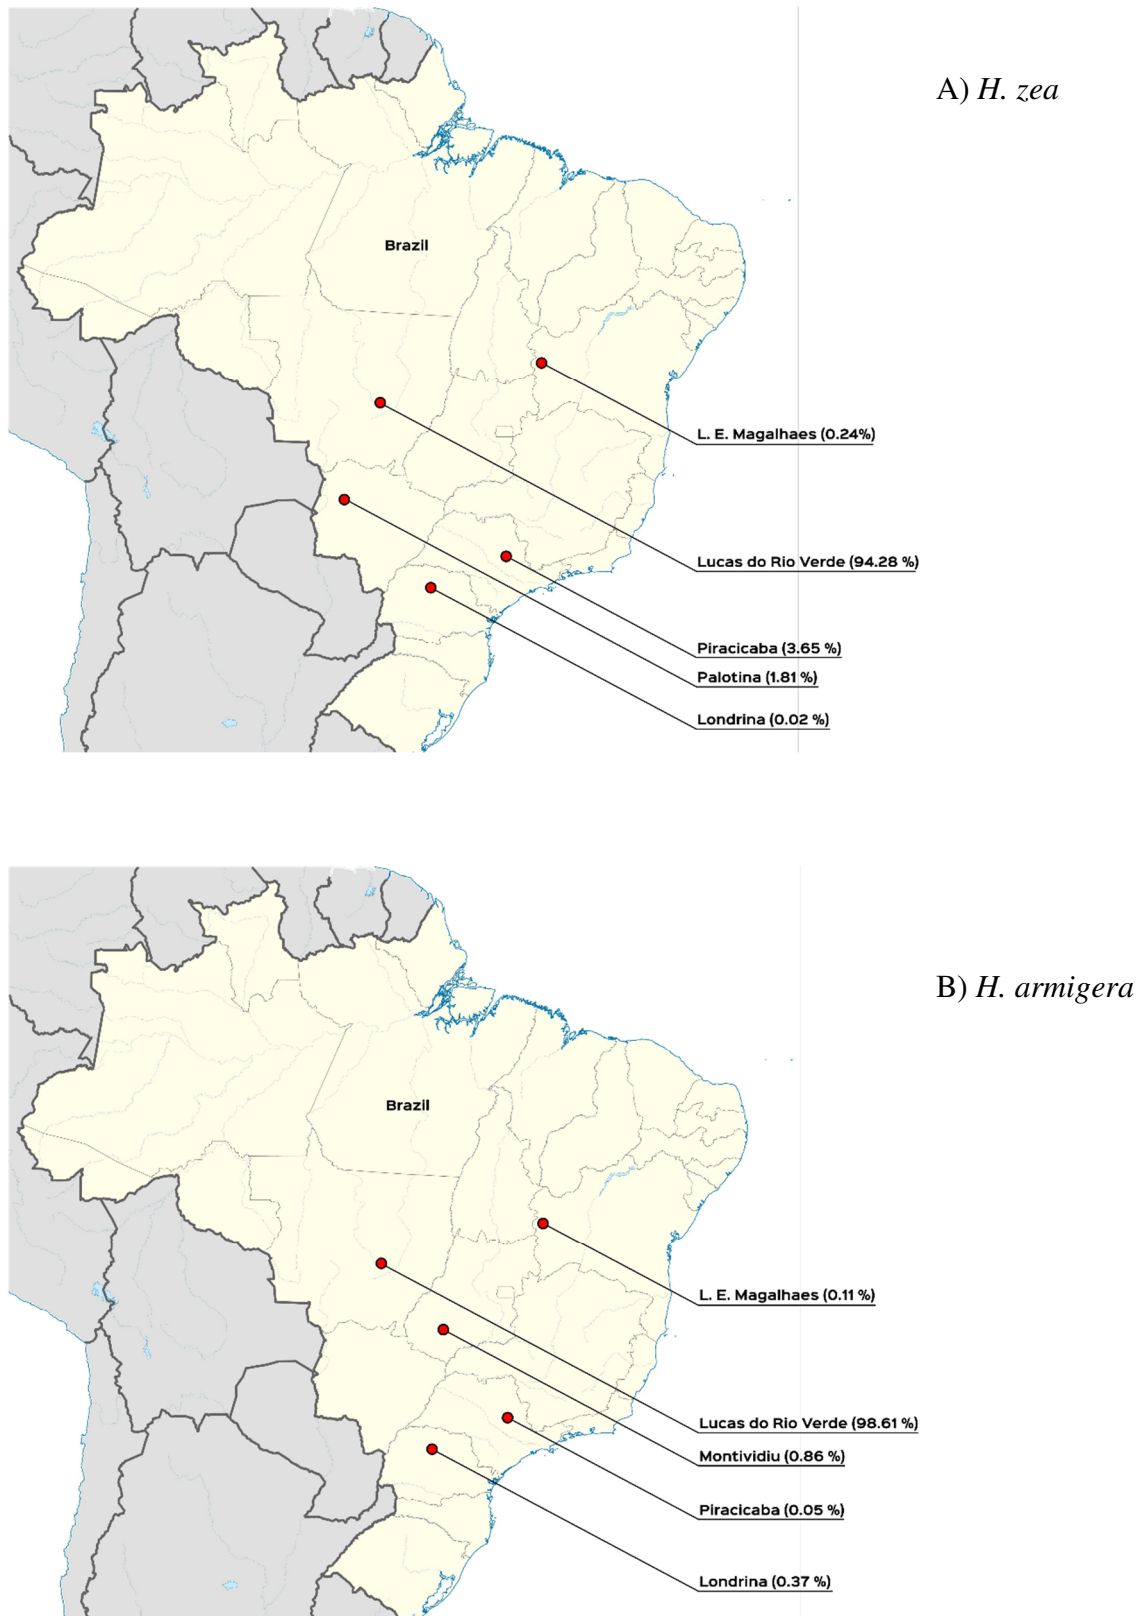 A) H. zea
Brazil
L. E. Magalhaes (0.24%)
Lucas do Rio Verde (94.28 %)
Piracicaba (3.65 %)
Palotina (1.81 %)
Londrina (0.02 %)
B) H. armigera
Brazil
L. E. Magalhaes (0.11 %)
Lucas do Rio Verde (98.61 %)
Montividiu (0.86 %)
Piracicaba (0.05 %)
Londrina (0.37 %)